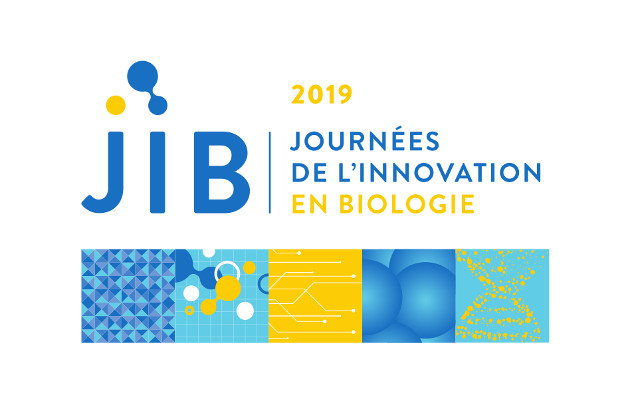 JIB
2019
JOURNÉES
DE L'INNOVATION
EN BIOLOGIE